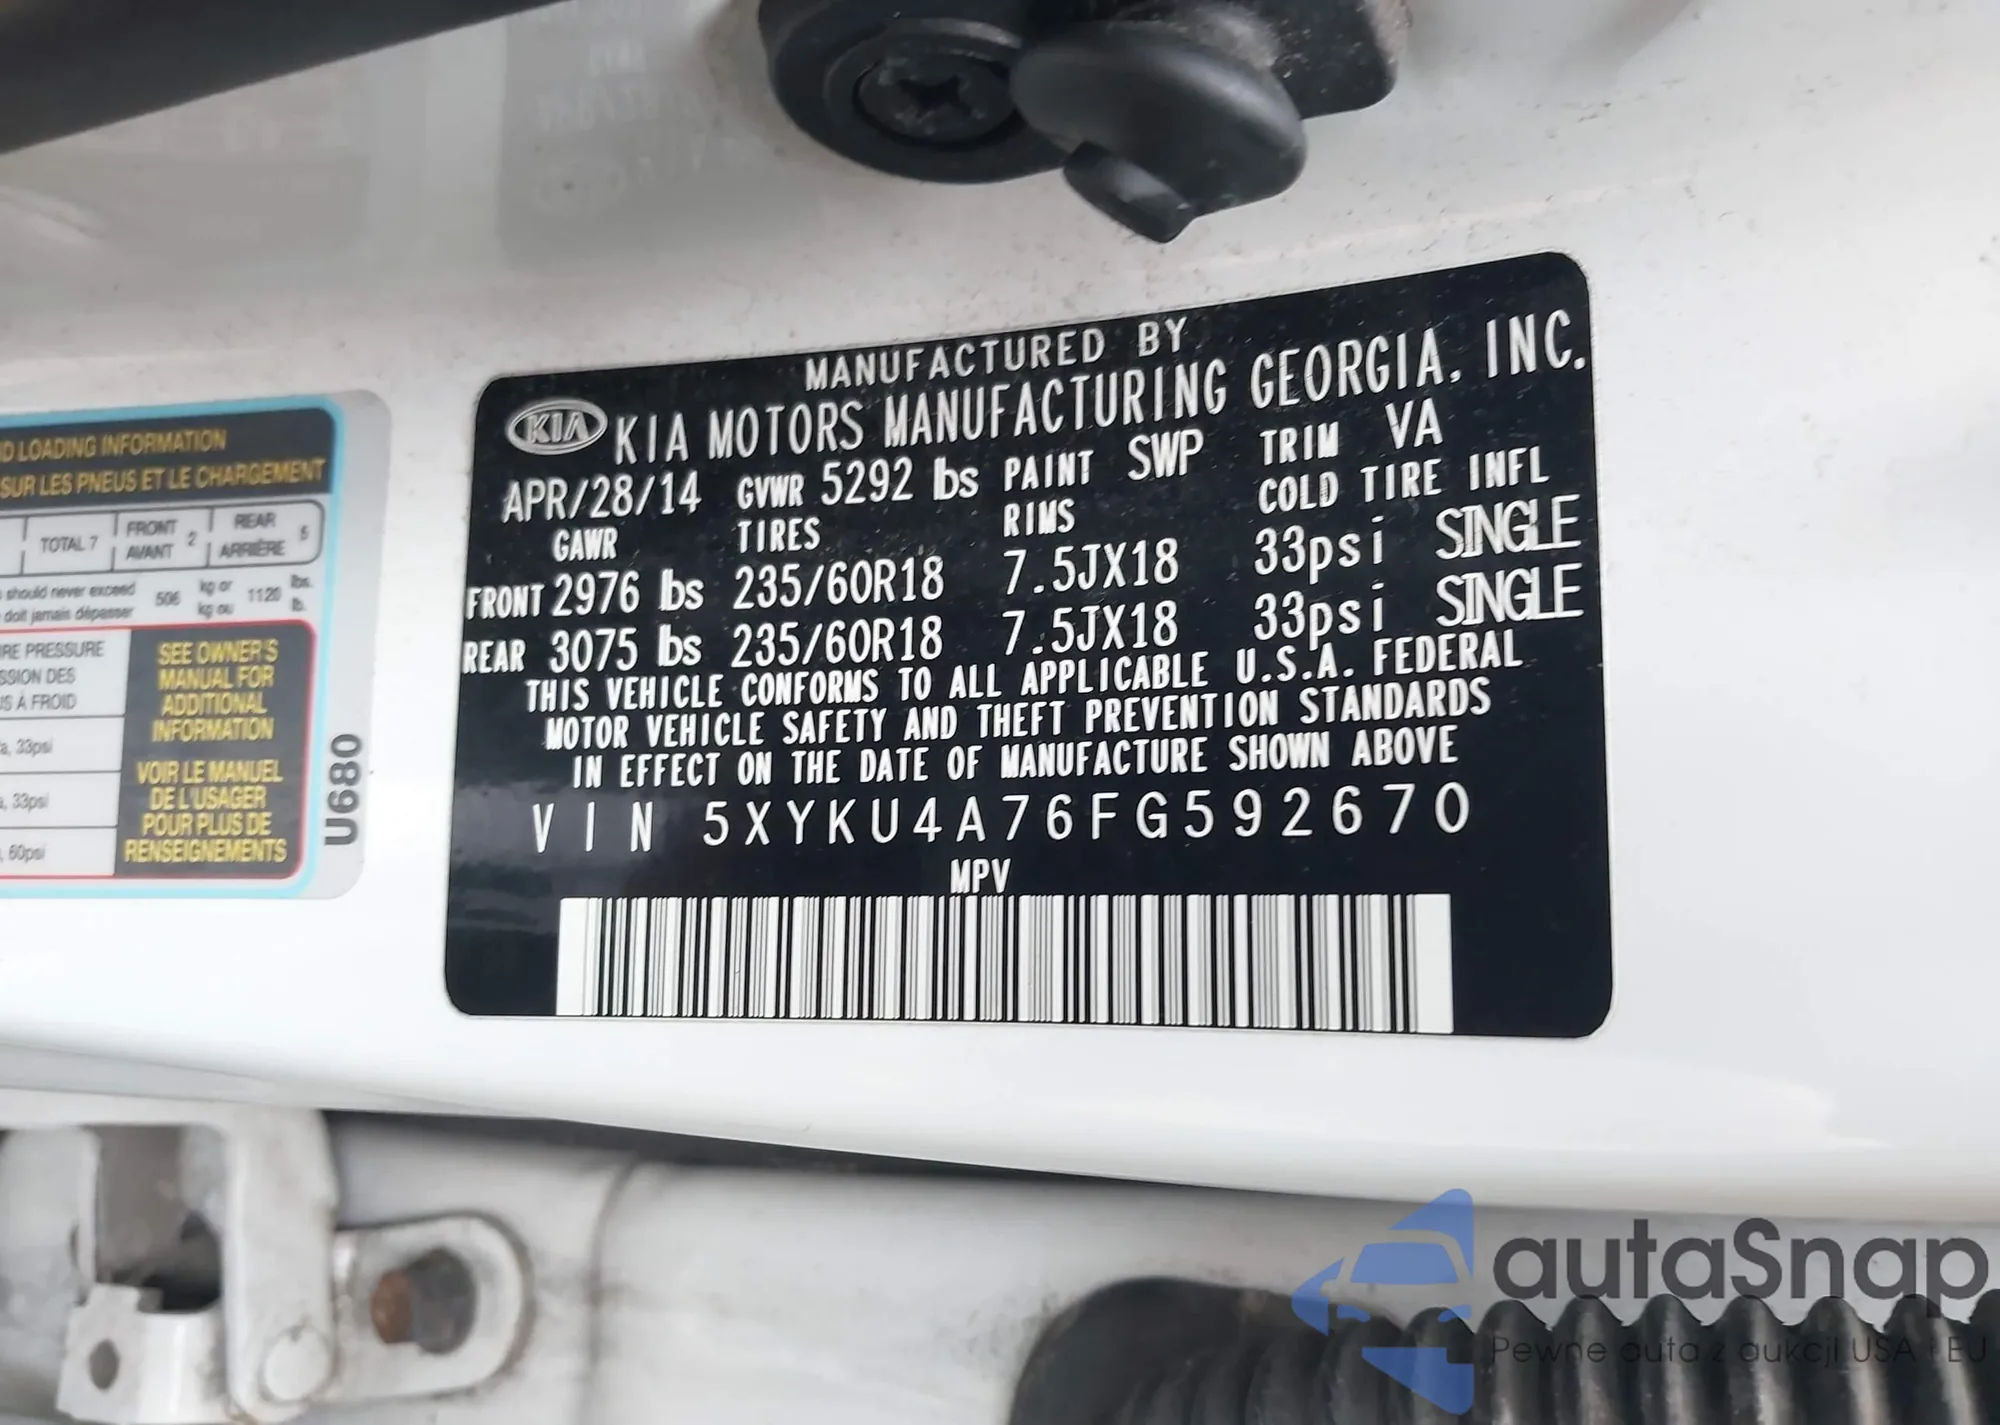 MANUFACTURED BY
KIA KIA MOTORS MANUFACTURING GEORGIA, INC.
APR/28/14 GVWR 5292 lbs PAINT SWP TRIM VA
GAWR TIRES RIMS COLD TIRE INFL
FRONT 2976 lbs 235/60R18 7.5JX18 33psi SINGLE
REAR 3075 lbs 235/60R18 7.5JX18 33psi SINGLE
THIS VEHICLE CONFORMS TO ALL APPLICABLE U.S.A. FEDERAL
MOTOR VEHICLE SAFETY AND THEFT PREVENTION STANDARDS
IN EFFECT ON THE DATE OF MANUFACTURE SHOWN ABOVE
VIN 5XYKU4A76FG592670
MPV
LOADING INFORMATION
SUR LES PNEUS ET LE CHARGEMENT
TOTAL 7 FRONT AVANT 2 REAR ARRIÈRE 5
should never exceed 506 kg or 1120 lbs.
doit jamais dépasser kg ou lb.
PRESSURE
DES
À FROID
33psi
33psi
60psi
SEE OWNER'S
MANUAL FOR
ADDITIONAL
INFORMATION
VOIR LE MANUEL
DE L'USAGER
POUR PLUS DE
RENSEIGNEMENTS
U680
autaSnap
Pewne auta z aukcji USA i EU